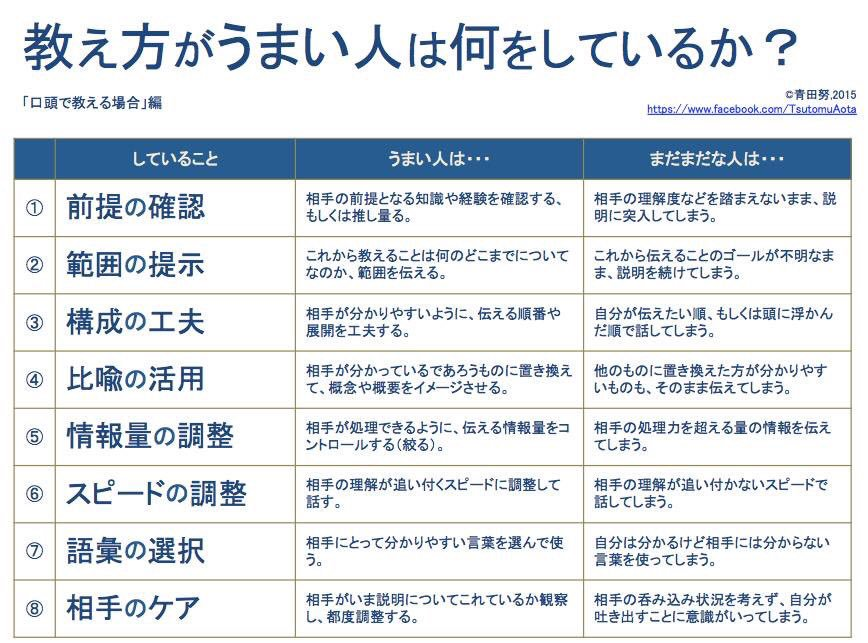 教え方がうまい人は何をしているか？
「口頭で教える場合」編
©青田努,2015
https://www.facebook.com/TsutomuAota
していること
うまい人は・・・
まだまだな人は・・・
①
前提の確認
相手の前提となる知識や経験を確認する、
もしくは推し量る。
相手の理解度などを踏まえないまま、説
明に突入してしまう。
②
範囲の提示
これから教えることは何のどこまでについて
なのか、範囲を伝える。
これから伝えることのゴールが不明なま
ま、説明を続けてしまう。
③
構成の工夫
相手が分かりやすいように、伝える順番や
展開を工夫する。
自分が伝えたい順、もしくは頭に浮かん
だ順で話してしまう。
④
比喩の活用
相手が分かっているであろうものに置き換え
て、概念や概要をイメージさせる。
他のものに置き換えた方が分かりやす
いものも、そのまま伝えてしまう。
⑤
情報量の調整
相手が処理できるように、伝える情報量をコ
ントロールする（絞る）。
相手の処理力を超える量の情報を伝え
てしまう。
⑥
スピードの調整
相手の理解が追い付くスピードに調整して
話す。
相手の理解が追い付かないスピードで
話してしまう。
⑦
語彙の選択
相手にとって分かりやすい言葉を選んで使
う。
自分は分かるけど相手には分からない
言葉を使ってしまう。
⑧
相手のケア
相手がいま説明についてこれているか観察
し、都度調整する。
相手の呑み込み状況を考えず、自分が
吐き出すことに意識がいってしまう。